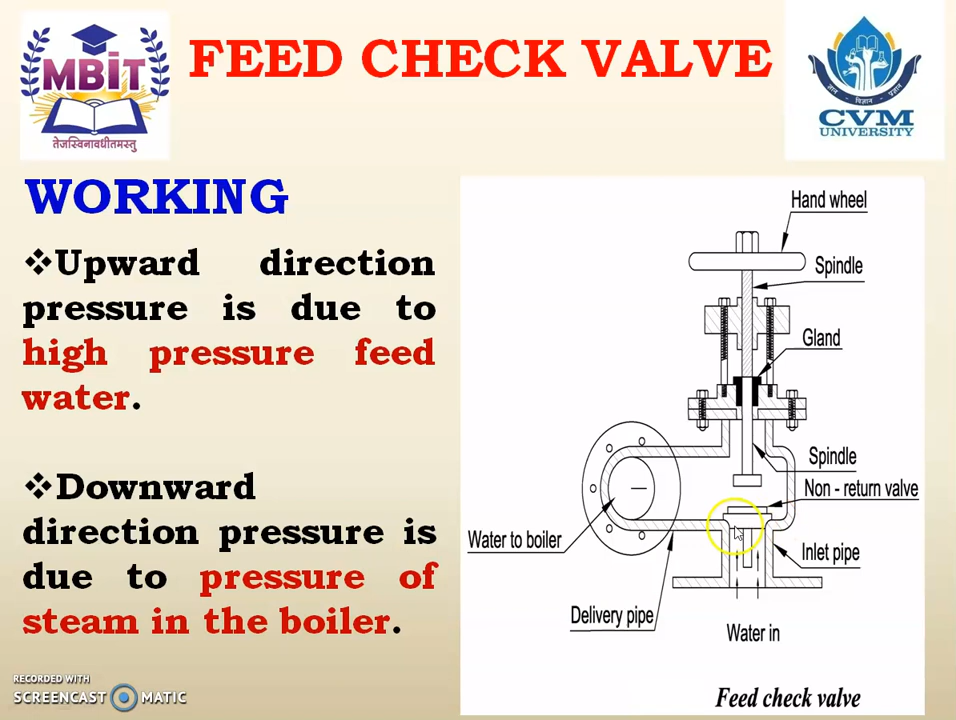 FEED CHECK VALVE
MBIT
तेजस्विनावधीतमस्तु
CVM
UNIVERSITY
WORKING
❖Upward direction
pressure is due to
high pressure feed
water.
❖Downward
direction pressure is
due to pressure of
steam in the boiler.
Hand wheel
Spindle
Gland
Spindle
Non - return valve
Water to boiler
Inlet pipe
Delivery pipe
Water in
Feed check valve
RECORDED WITH
SCREENCAST MATIC